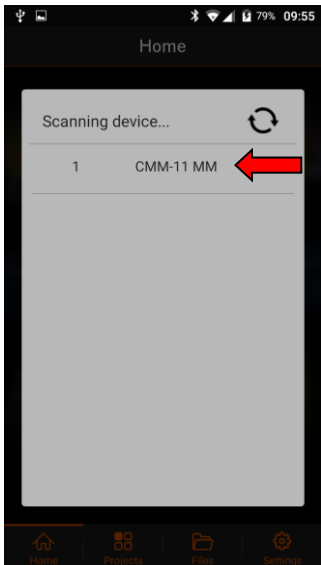 79% 09:55
Home
Scanning device...
1 CMM-11 MM
Home Projects Files Settings